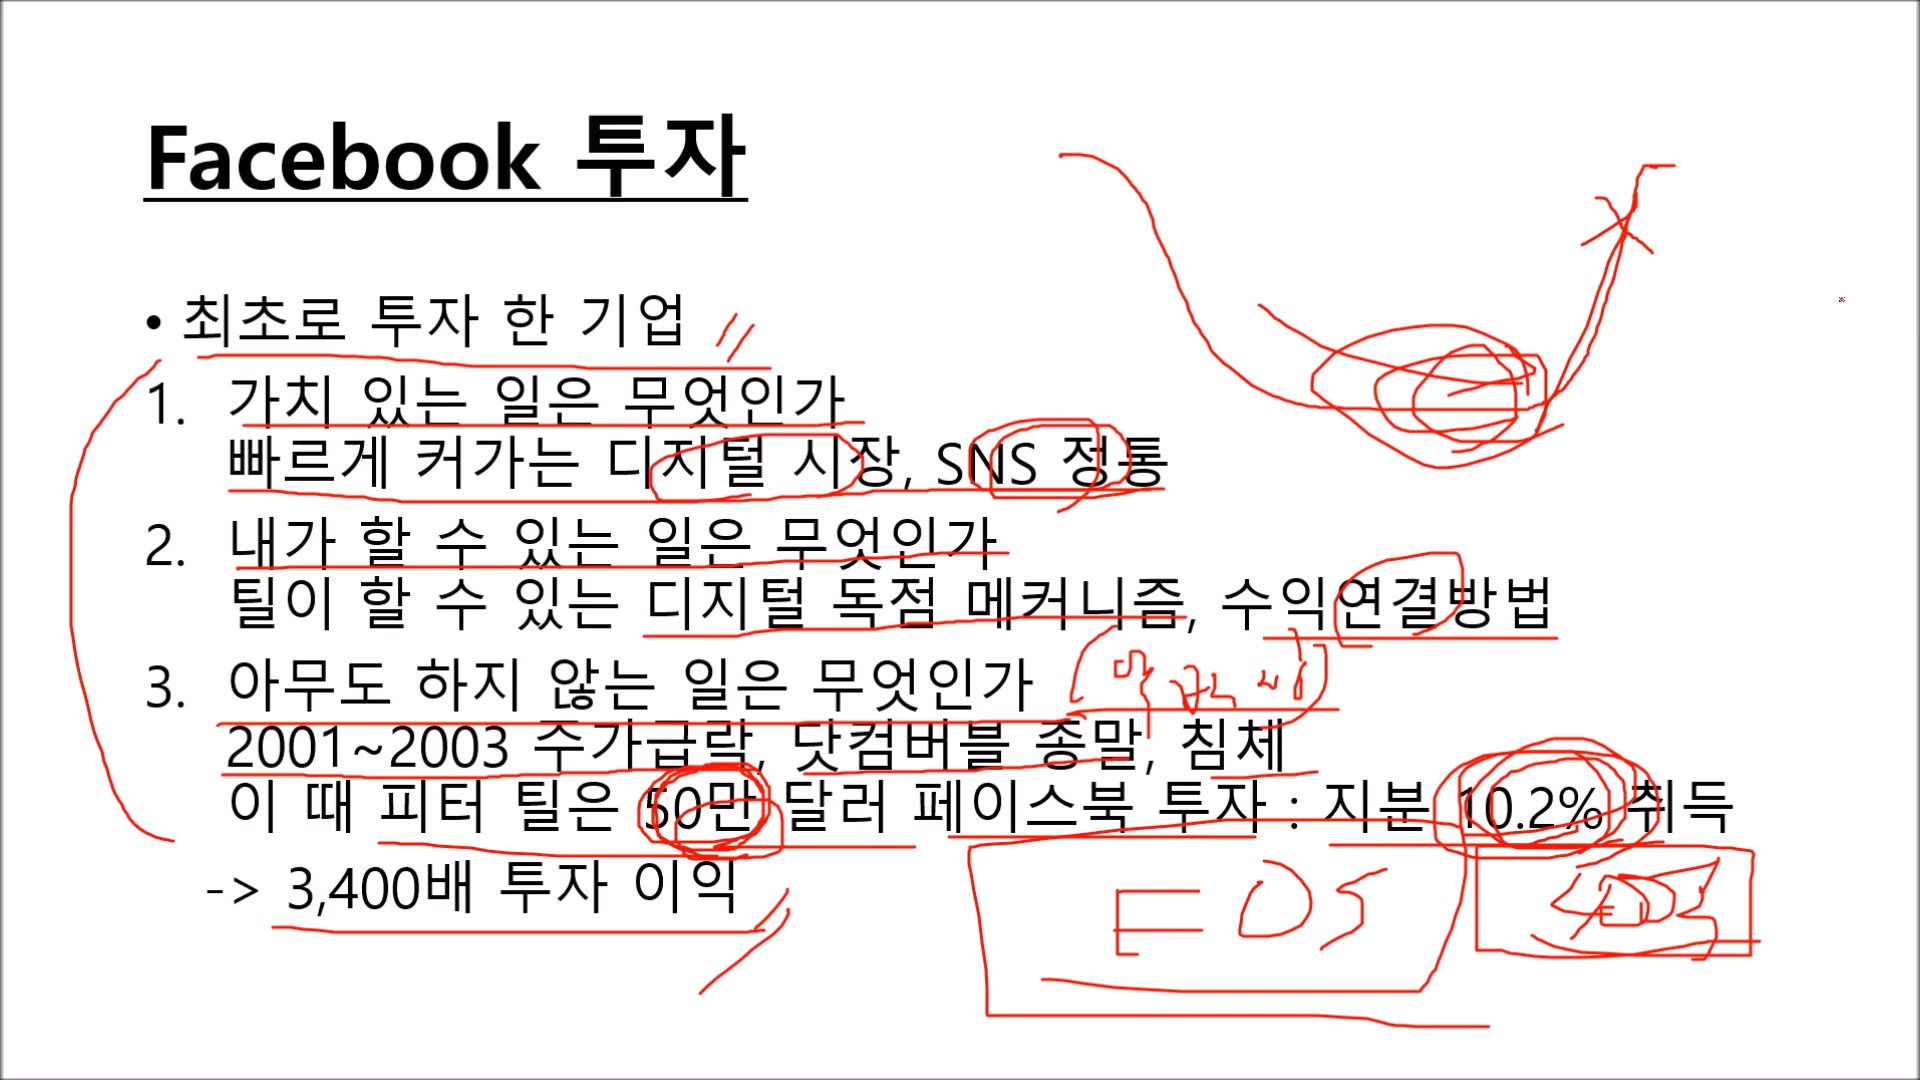 Facebook 투자
• 최초로 투자 한 기업
1. 가치 있는 일은 무엇인가
빠르게 커가는 디지털 시장, SNS 정통
2. 내가 할 수 있는 일은 무엇인가
틸이 할 수 있는 디지털 독점 메커니즘, 수익연결방법
3. 아무도 하지 않는 일은 무엇인가
2001~2003 주가급락, 닷컴버블 종말, 침체
이 때 피터 틸은 50만 달러 페이스북 투자 : 지분 10.2% 취득
-> 3,400배 투자 이익
EOS